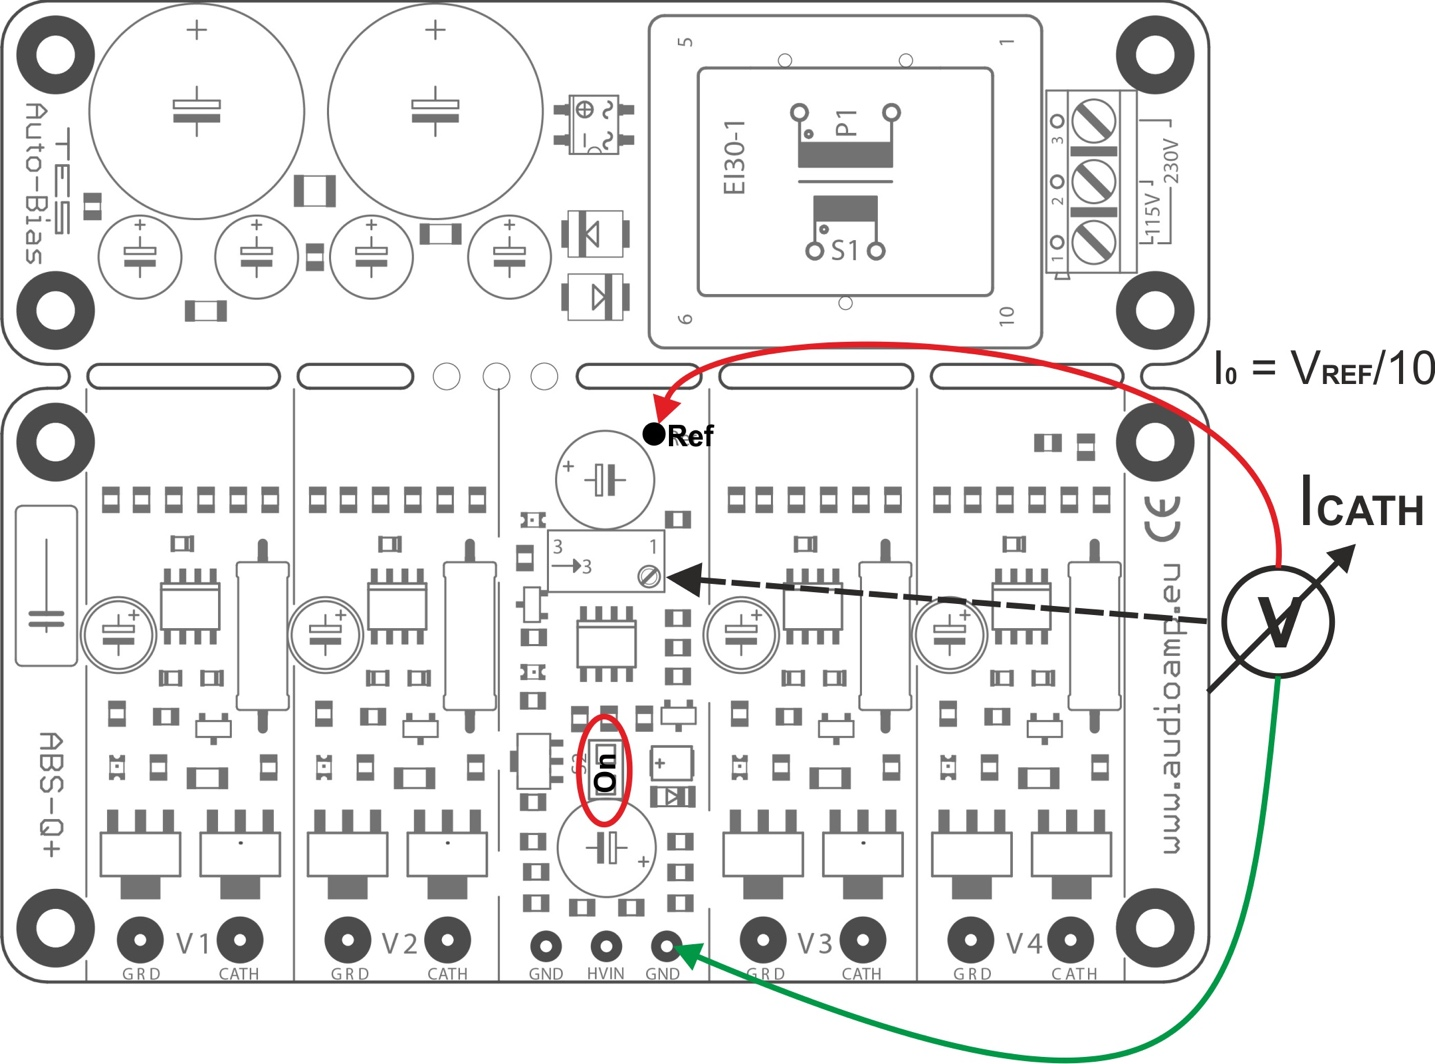 +
+
5
1
TES
Auto-Bias
EI30-1
P1
S1
3
2
1
115V
230V
+
+
+
+
6
10
I0 = VREF/10
Ref
ICATH
+
3
1
3
+
+
+
+
V
CE
www.audioamp.eu
ABS-Q+
S2
On
+
+
V1
V2
V3
V4
GRD
CATH
GRD
CATH
GND
HVIN
GND
GRD
CATH
GRD
CATH